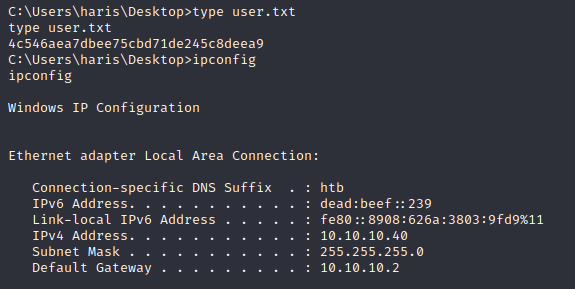 C:\Users\haris\Desktop>type user.txt
type user.txt
4c546aea7dbee75cbd71de245c8deea9
C:\Users\haris\Desktop>ipconfig
ipconfig
Windows IP Configuration
Ethernet adapter Local Area Connection:
Connection-specific DNS Suffix . : htb
IPv6 Address. . . . . . . . . . . : dead:beef::239
Link-local IPv6 Address . . . . . : fe80::8908:626a:3803:9fd9%11
IPv4 Address. . . . . . . . . . . : 10.10.10.40
Subnet Mask . . . . . . . . . . . : 255.255.255.0
Default Gateway . . . . . . . . . : 10.10.10.2